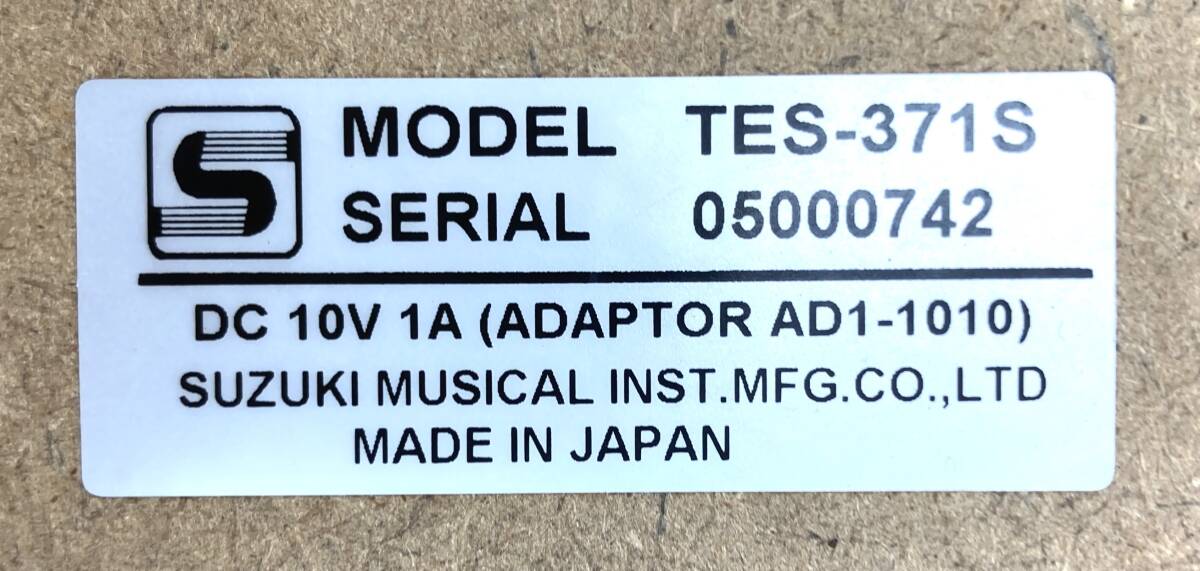 MODEL TES-371S
SERIAL 05000742
DC 10V 1A (ADAPTOR AD1-1010)
SUZUKI MUSICAL INST.MFG.CO.,LTD
MADE IN JAPAN